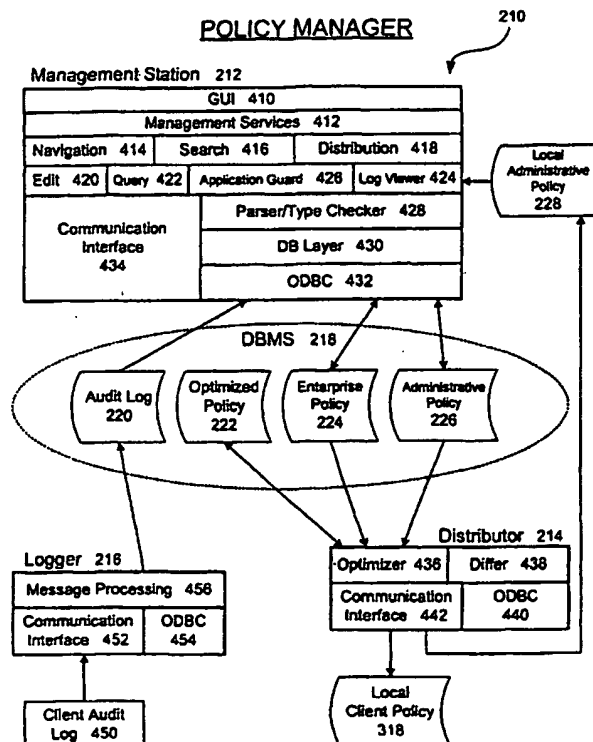 POLICY MANAGER
210
Management Station 212
GUI 410
Management Services 412
Navigation 414
Search 416
Distribution 418
Edit 420
Query 422
Application Guard 426
Log Viewer 424
Local
Administrative
Policy
228
Communication
Interface
434
Parser/Type Checker 428
DB Layer 430
ODBC 432
DBMS 218
Audit Log
220
Optimized
Policy
222
Enterprise
Policy
224
Administrative
Policy
226
Logger 216
Message Processing 456
Communication
Interface 452
ODBC
454
Client Audit
Log 450
Distributor 214
Optimizer 436
Differ 438
Communication
Interface 442
ODBC
440
Local
Client Policy
318